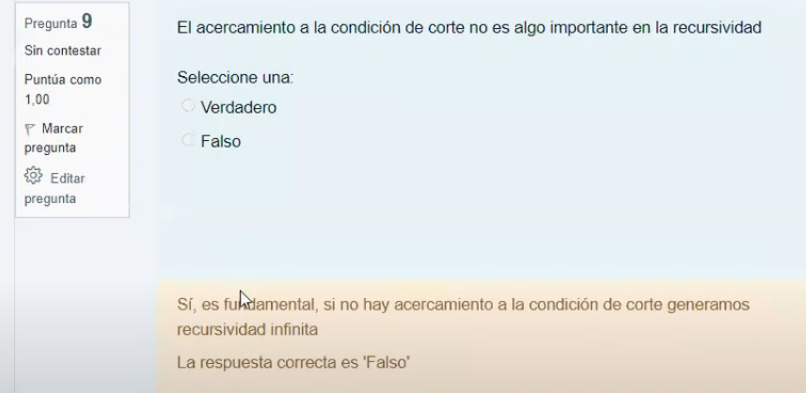 Pregunta 9
Sin contestar
Puntúa como
1,00
Marcar
pregunta
Editar
pregunta
El acercamiento a la condición de corte no es algo importante en la recursividad
Seleccione una:
Verdadero
Falso
Sí, es fundamental, si no hay acercamiento a la condición de corte generamos
recursividad infinita
La respuesta correcta es 'Falso'